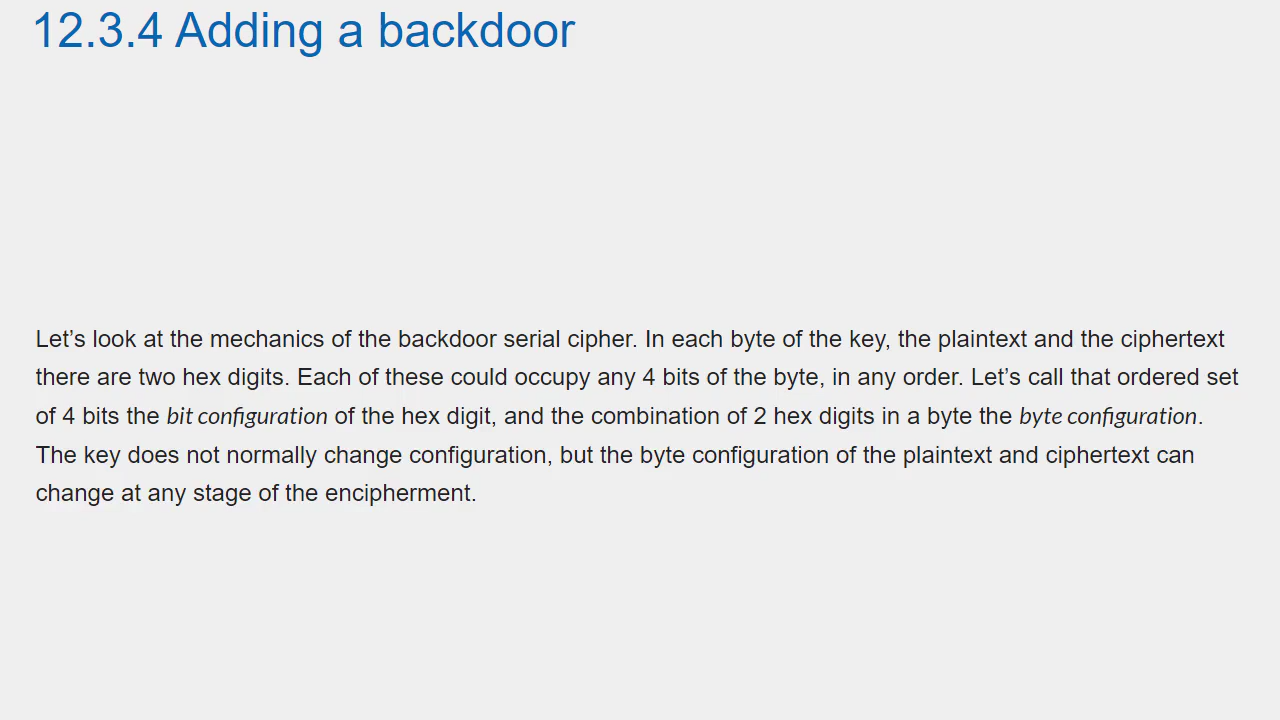 12.3.4 Adding a backdoor
Let’s look at the mechanics of the backdoor serial cipher. In each byte of the key, the plaintext and the ciphertext
there are two hex digits. Each of these could occupy any 4 bits of the byte, in any order. Let’s call that ordered set
of 4 bits the bit configuration of the hex digit, and the combination of 2 hex digits in a byte the byte configuration.
The key does not normally change configuration, but the byte configuration of the plaintext and ciphertext can
change at any stage of the encipherment.